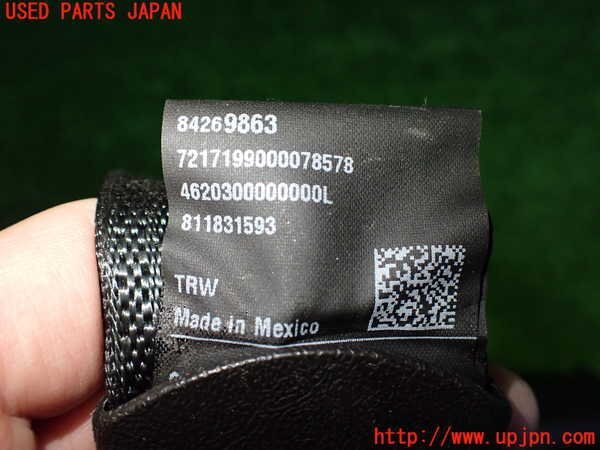 USED PARTS JAPAN
84269863
7217199000078578
4620300000000L
811831593
TRW
Made in Mexico
http://www.upjpn.com/